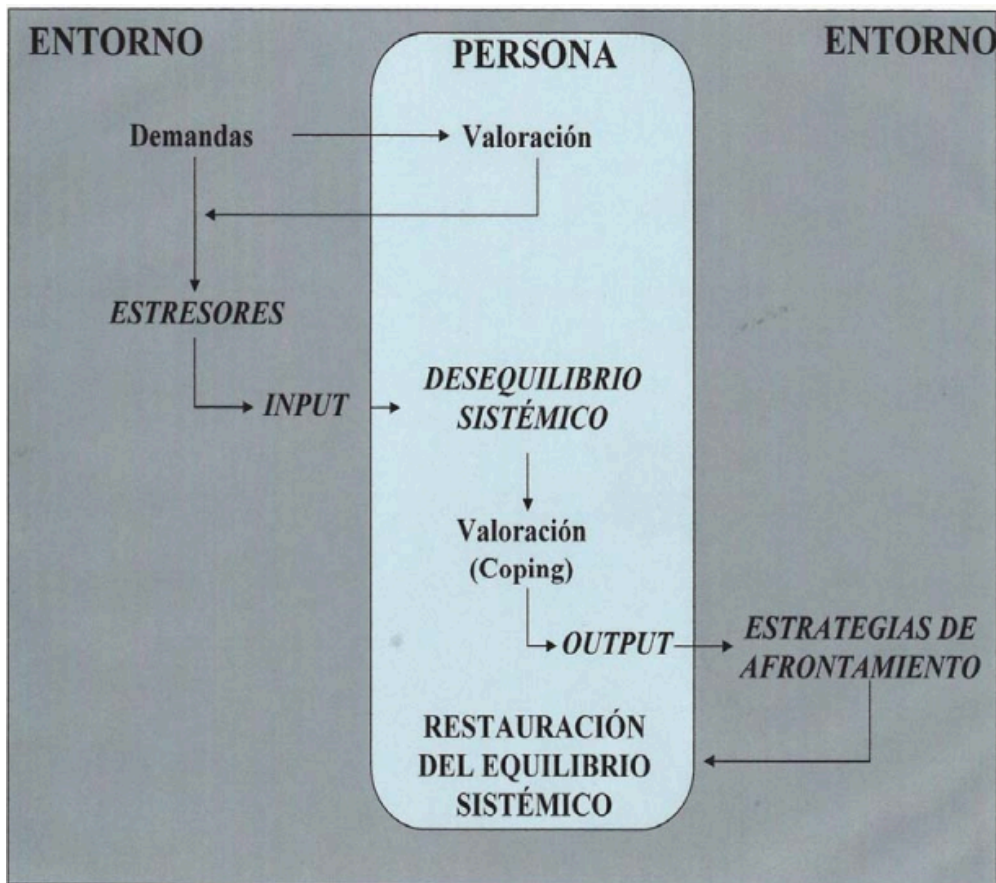 ENTORNO
PERSONA
ENTORNO
Demandas
Valoración
ESTRESORES
INPUT
DESEQUILIBRIO
SISTÉMICO
Valoración
(Coping)
OUTPUT
ESTRATEGIAS DE
AFRONTAMIENTO
RESTAURACIÓN
DEL EQUILIBRIO
SISTÉMICO